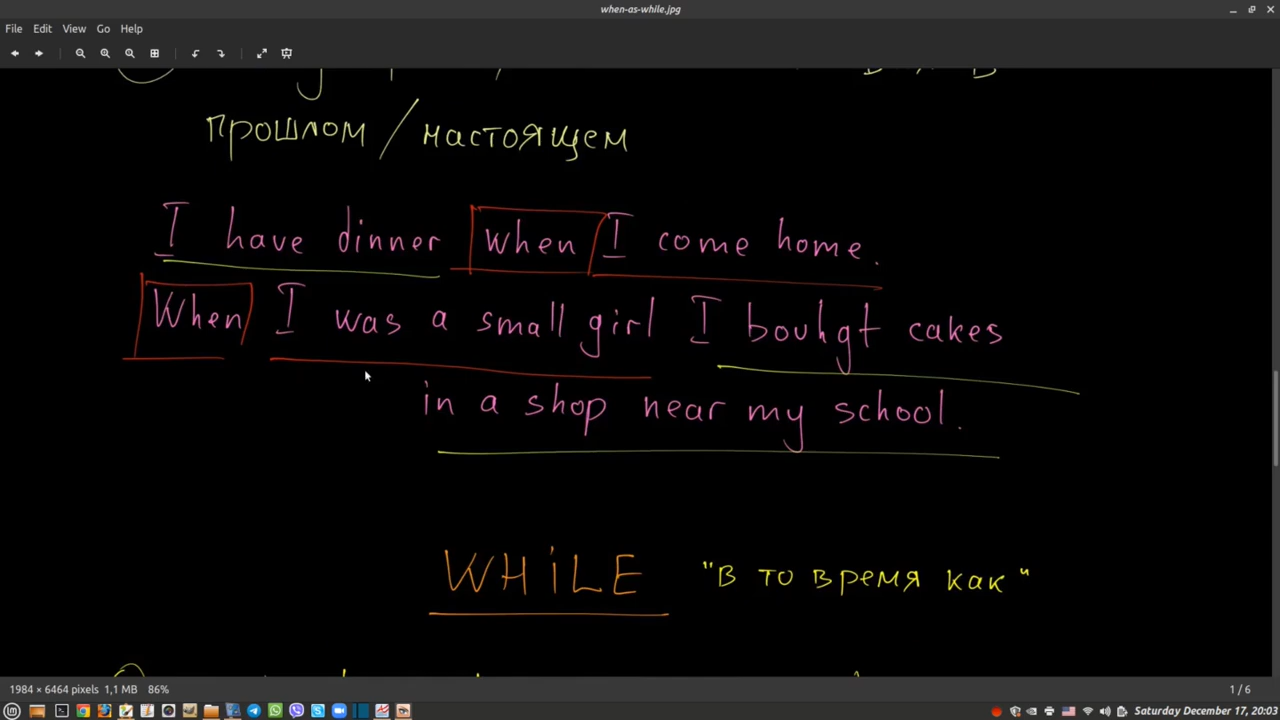 when-as-while.jpg
File Edit View Go Help
прошлом / настоящем
I have dinner when I come home.
When I was a small girl I bouhgt cakes
in a shop near my school.
WHiLE "в то время как"
1984 × 6464 pixels 1,1 MB 86% 1 / 6
Saturday December 17, 20:03